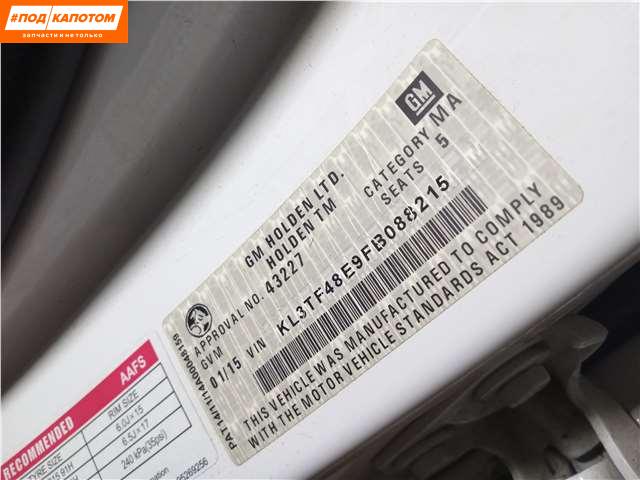 #ПОД КАПОТОМ
запчасти и не только
GM
GM HOLDEN LTD.
HOLDEN TM
CATEGORY MA
SEATS 5
APPROVAL NO. 43227
GVM
01/15 VIN KL3TF48E9FB088215
THIS VEHICLE WAS MANUFACTURED TO COMPLY
WITH THE MOTOR VEHICLE STANDARDS ACT 1989
RECOMMENDED
AAFS
RIM SIZE
6.0J×15
6.5J×17
240 kPa(35psi)
95269256